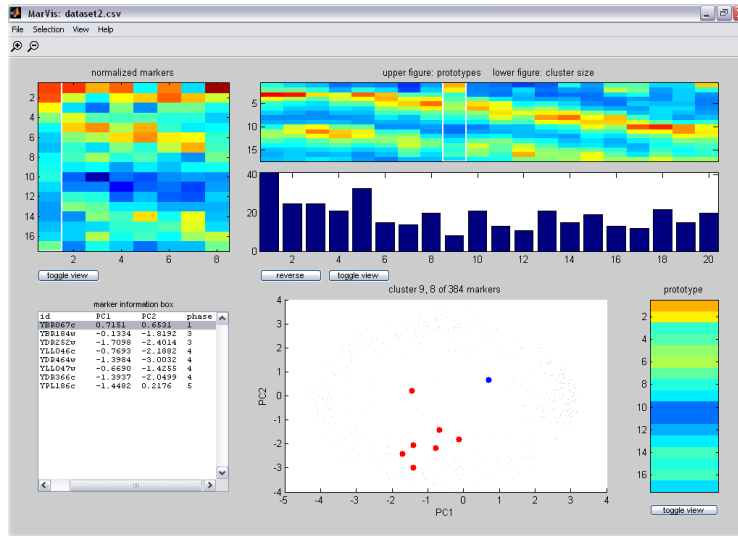 MarVis: dataset2.csv
File Selection View Help
normalized markers
upper figure: prototypes lower figure: cluster size
2
4
6
8
10
12
14
16
5
10
15
40
20
0
2 4 6 8
2 4 6 8 10 12 14 16 18 20
toggle view
reverse
toggle view
marker information box
id PC1 PC2 phase
YBR067c 0.7151 0.6531 1
YBR184w -0.1334 -1.8192 3
YDR252w -1.7098 -2.4014 3
YLL046c -0.7693 -2.1882 4
YDR464w -1.3984 -3.0032 4
YLL047w -0.6690 -1.4255 4
YDR366c -1.3937 -2.0499 4
YPL186c -1.4482 0.2176 5
cluster 9, 8 of 384 markers
PC2
4
3
2
1
0
-1
-2
-3
-4
-5 -4 -3 -2 -1 0 1 2 3 4
PC1
prototype
2
4
6
8
10
12
14
16
toggle view